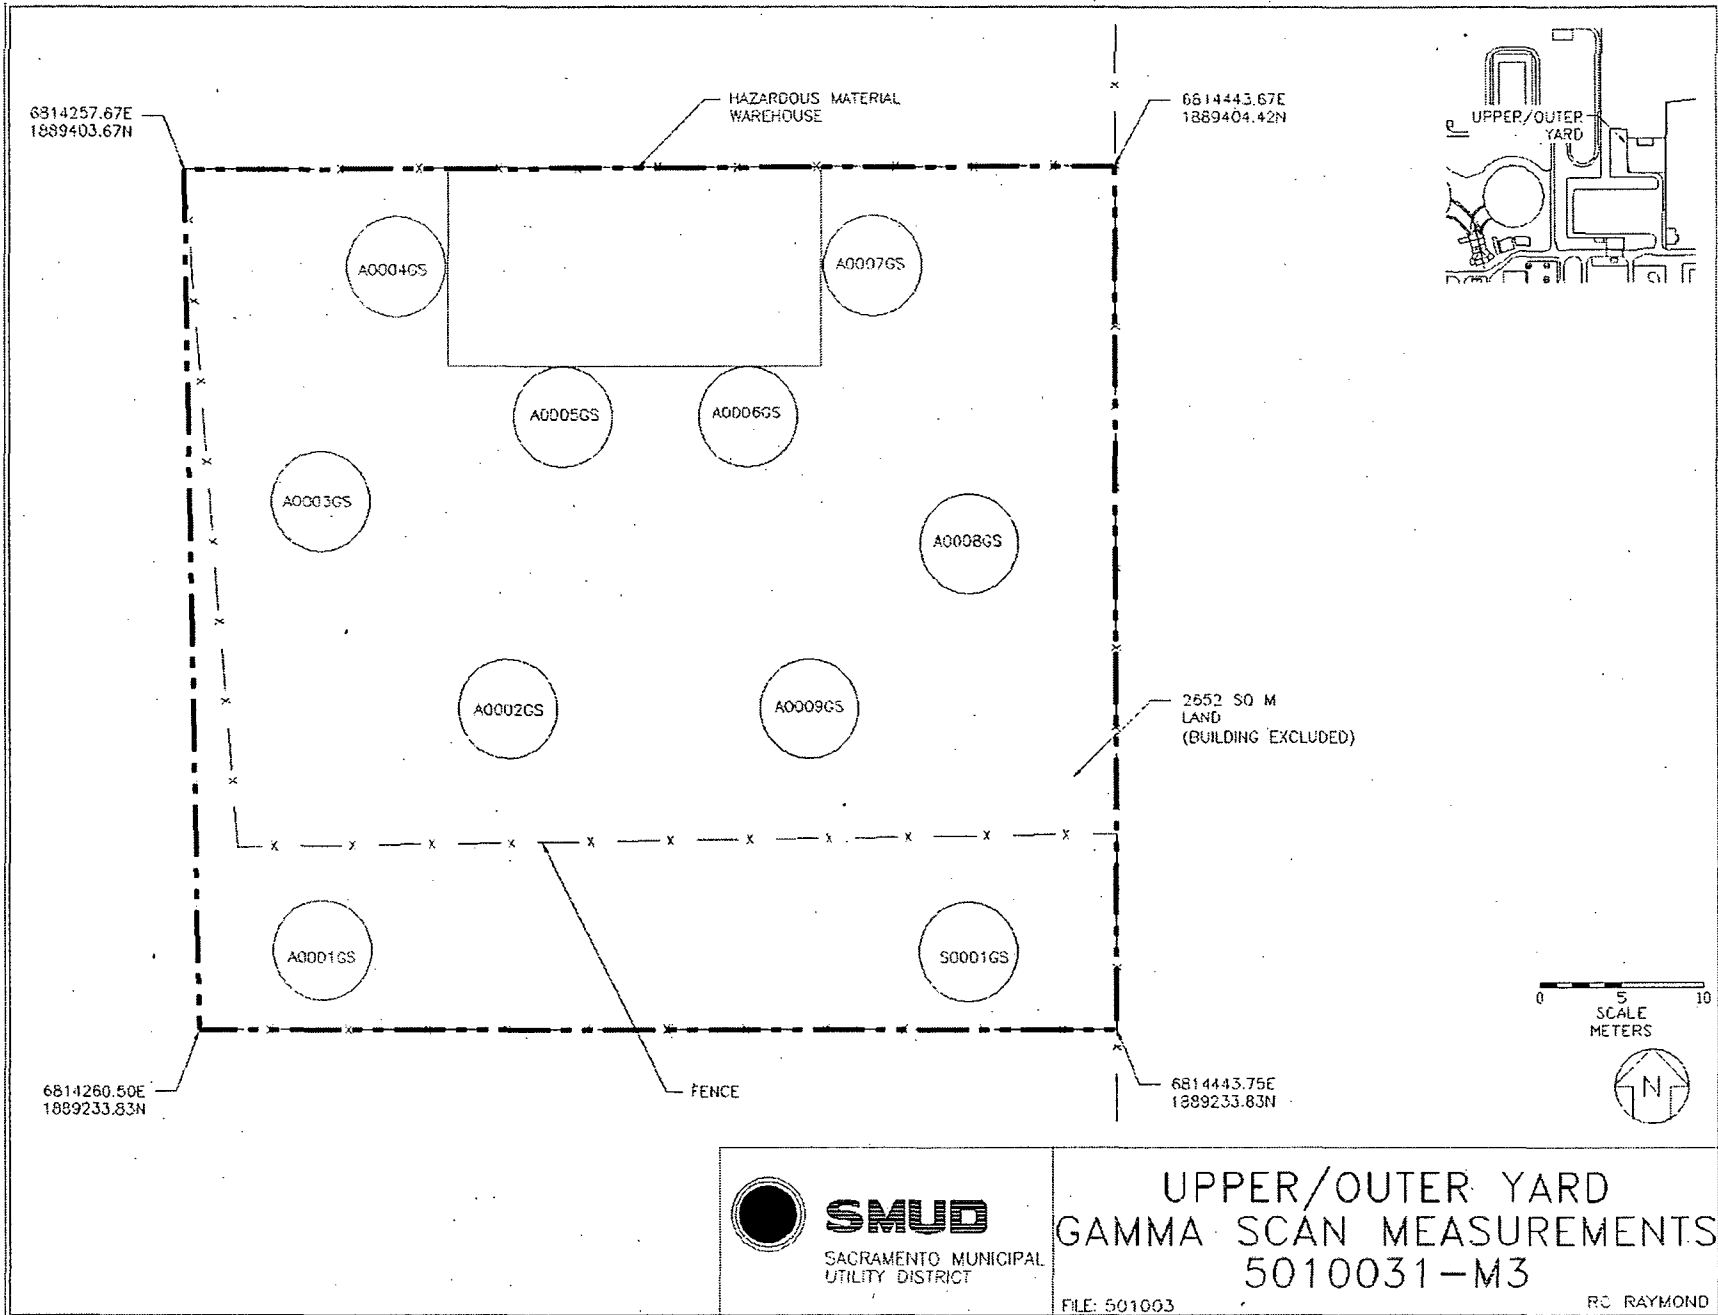 6814257.67E
1889403.67N
HAZARDOUS MATERIAL
WAREHOUSE
6814443.67E
1889404.42N
UPPER/OUTER
YARD
A0004GS
A0007GS
A0005GS
A0006GS
A0003GS
A0008GS
A0002GS
A0009GS
2652 SQ M
LAND
(BUILDING EXCLUDED)
A0001GS
S0001GS
0 5 10
SCALE
METERS
N
6814260.50E
1889233.83N
FENCE
6814443.75E
1889233.83N
SMUD
SACRAMENTO MUNICIPAL
UTILITY DISTRICT
UPPER/OUTER YARD
GAMMA SCAN MEASUREMENTS
5010031-M3
FILE: 501003
RC RAYMOND